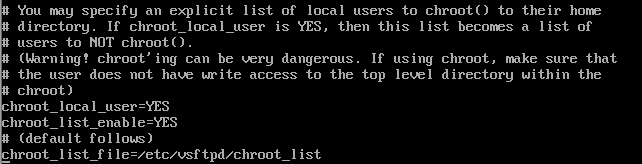 # You may specify an explicit list of local users to chroot() to their home
# directory. If chroot_local_user is YES, then this list becomes a list of
# users to NOT chroot().
# (Warning! chroot'ing can be very dangerous. If using chroot, make sure that
# the user does not have write access to the top level directory within the
# chroot)
chroot_local_user=YES
chroot_list_enable=YES
# (default follows)
chroot_list_file=/etc/vsftpd/chroot_list